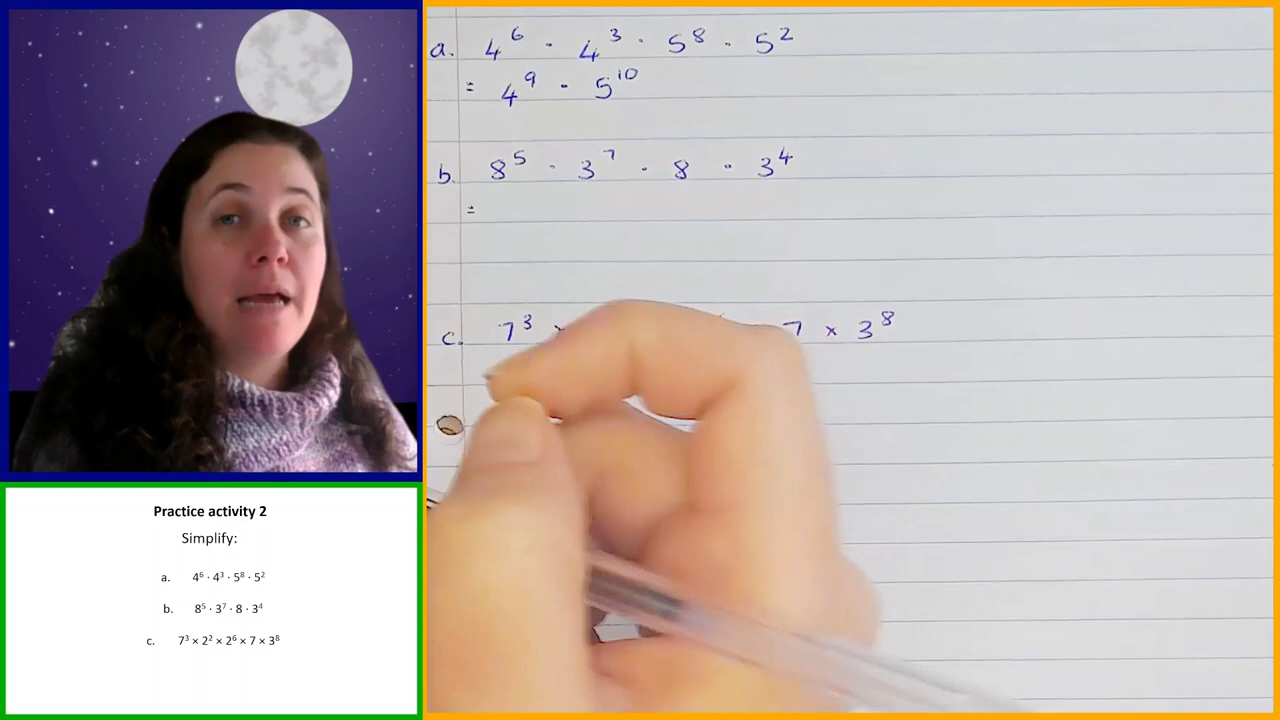 a. 4⁶ · 4³ · 5⁸ · 5²
= 4⁹ · 5¹⁰
b. 8⁵ · 3⁷ · 8 · 3⁴
=
c. 7³ × 7 × 3⁸
Practice activity 2
Simplify:
a. 4⁶ · 4³ · 5⁸ · 5²
b. 8⁵ · 3⁷ · 8 · 3⁴
c. 7³ × 2² × 2⁶ × 7 × 3⁸